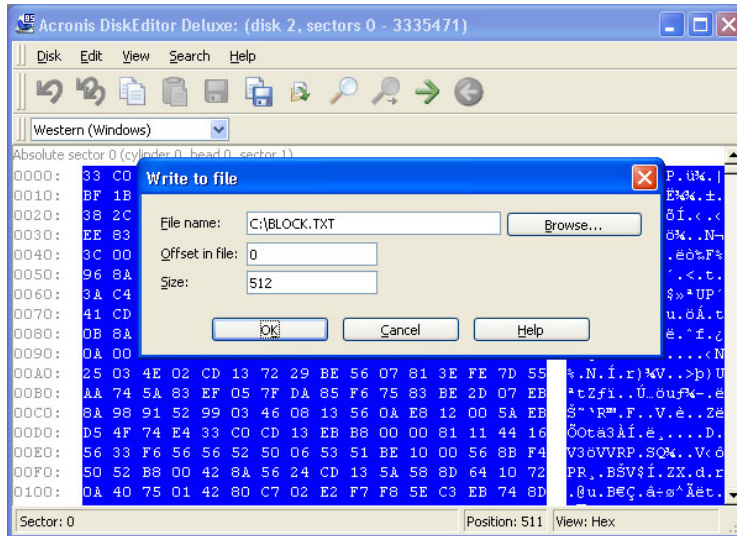 Acronis DiskEditor Deluxe: (disk 2, sectors 0 - 3335471)
Disk Edit View Search Help
Western (Windows)
Absolute sector 0 (cylinder 0, head 0, sector 1)
Write to file
File name: C:\BLOCK.TXT Browse...
Offset in file: 0
Size: 512
OK Cancel Help
0000: 33 C0
0010: BF 1B
0020: 38 2C
0030: EE 83
0040: 3C 00
0050: 96 8A
0060: 3A C4
0070: 41 CD
0080: 0B 8A
0090: 0A 00
00A0: 25 03 4E 02 CD 13 72 29 BE 56 07 81 3E FE 7D 55
00B0: AA 74 5A 83 EF 05 7F DA 85 F6 75 83 BE 2D 07 EB
00C0: 8A 98 91 52 99 03 46 08 13 56 0A E8 12 00 5A EB
00D0: D5 4F 74 E4 33 C0 CD 13 EB B8 00 00 81 11 44 16
00E0: 56 33 F6 56 56 52 50 06 53 51 BE 10 00 56 8B F4
00F0: 50 52 B8 00 42 8A 56 24 CD 13 5A 58 8D 64 10 72
0100: 0A 40 75 01 42 80 C7 02 E2 F7 F8 5E C3 EB 74 8D
Sector: 0 Position: 511 View: Hex